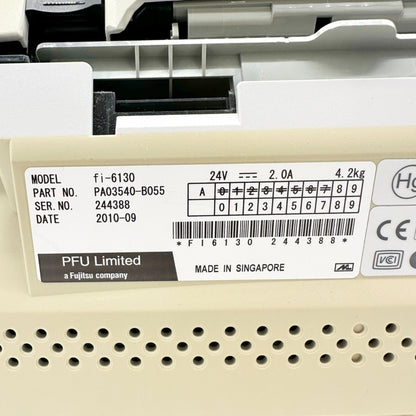 MODEL fi-6130 24V ⎓ 2.0A 4.2kg
PART NO. PA03540-B055
SER.NO. 244388
DATE 2010-09
A 0 1 2 3 4 5 6 7 8 9
0 1 2 3 4 5 6 7 8 9
*FI6130 244388*
PFU Limited
a Fujitsu company
MADE IN SINGAPORE
Hg
CE
VCI